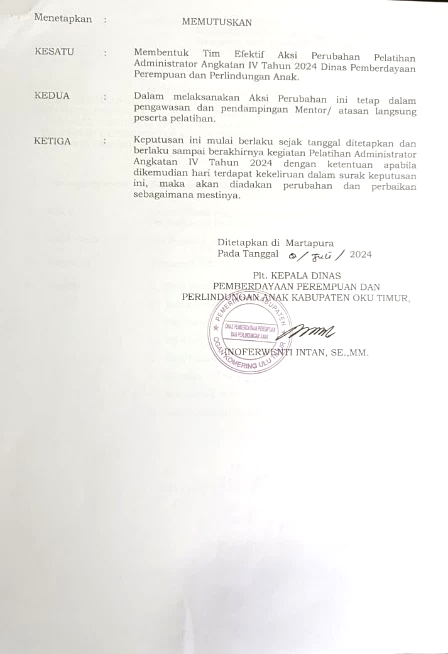 Menetapkan : MEMUTUSKAN
KESATU : Membentuk Tim Efektif Aksi Perubahan Pelatihan
Administrator Angkatan IV Tahun 2024 Dinas Pemberdayaan
Perempuan dan Perlindungan Anak.
KEDUA : Dalam melaksanakan Aksi Perubahan ini tetap dalam
pengawasan dan pendampingan Mentor/ atasan langsung
peserta pelatihan.
KETIGA : Keputusan ini mulai berlaku sejak tanggal ditetapkan dan
berlaku sampai berakhirnya kegiatan Pelatihan Administrator
Angkatan IV Tahun 2024 dengan ketentuan apabila
dikemudian hari terdapat kekeliruan dalam surak keputusan
ini, maka akan diadakan perubahan dan perbaikan
sebagaimana mestinya.
Ditetapkan di Martapura
Pada Tanggal / Juli / 2024
Plt. KEPALA DINAS
PEMBERDAYAAN PEREMPUAN DAN
PERLINDUNGAN ANAK KABUPATEN OKU TIMUR,
PEMERINTAH KABUPATEN
DINAS PEMBERDAYAAN PEREMPUAN
DAN PERLINDUNGAN ANAK
OGAN KOMERING ULU TIMUR
INOFERWENTI INTAN, SE.,MM.